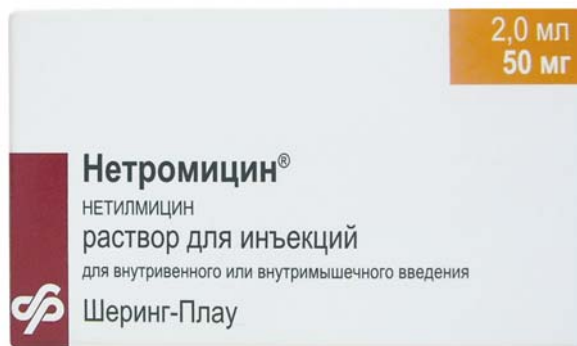 2,0 мл
50 мг
Нетромицин®
НЕТИЛМИЦИН
раствор для инъекций
для внутривенного или внутримышечного введения
Шеринг-Плау